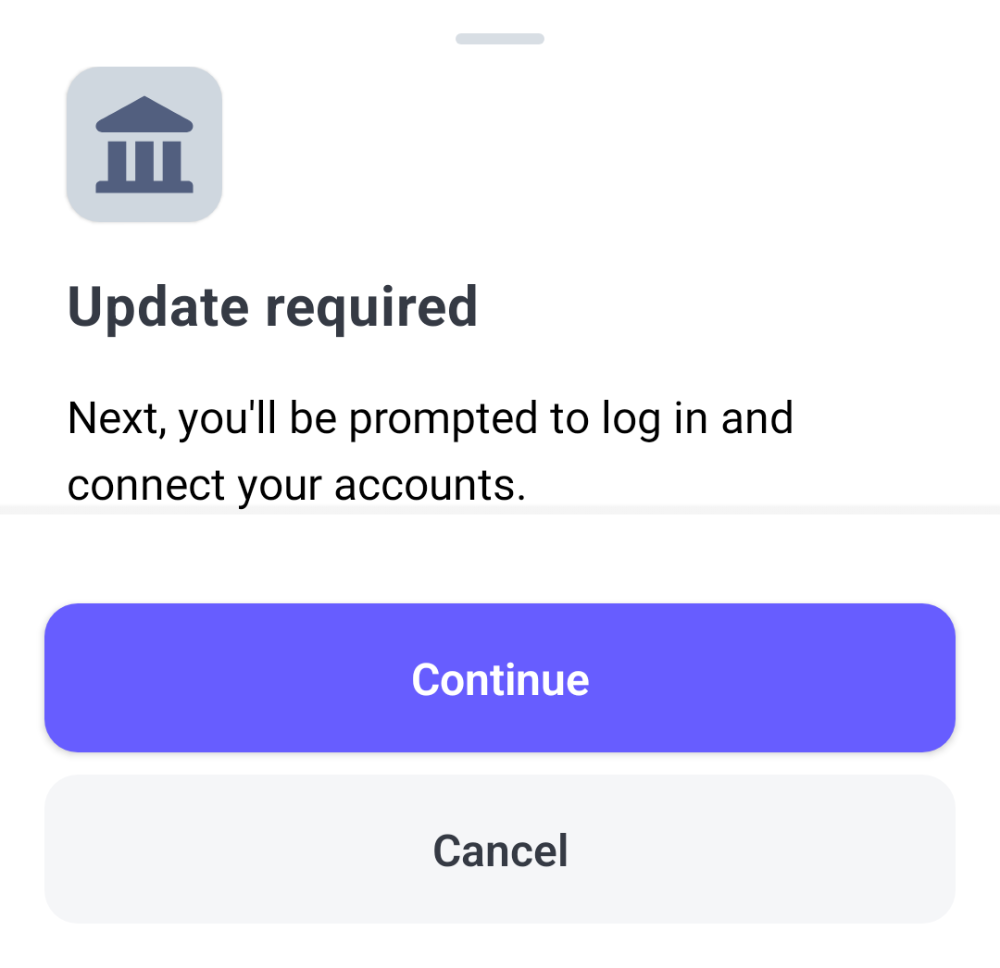 Update required
Next, you'll be prompted to log in and
connect your accounts.
Continue
Cancel